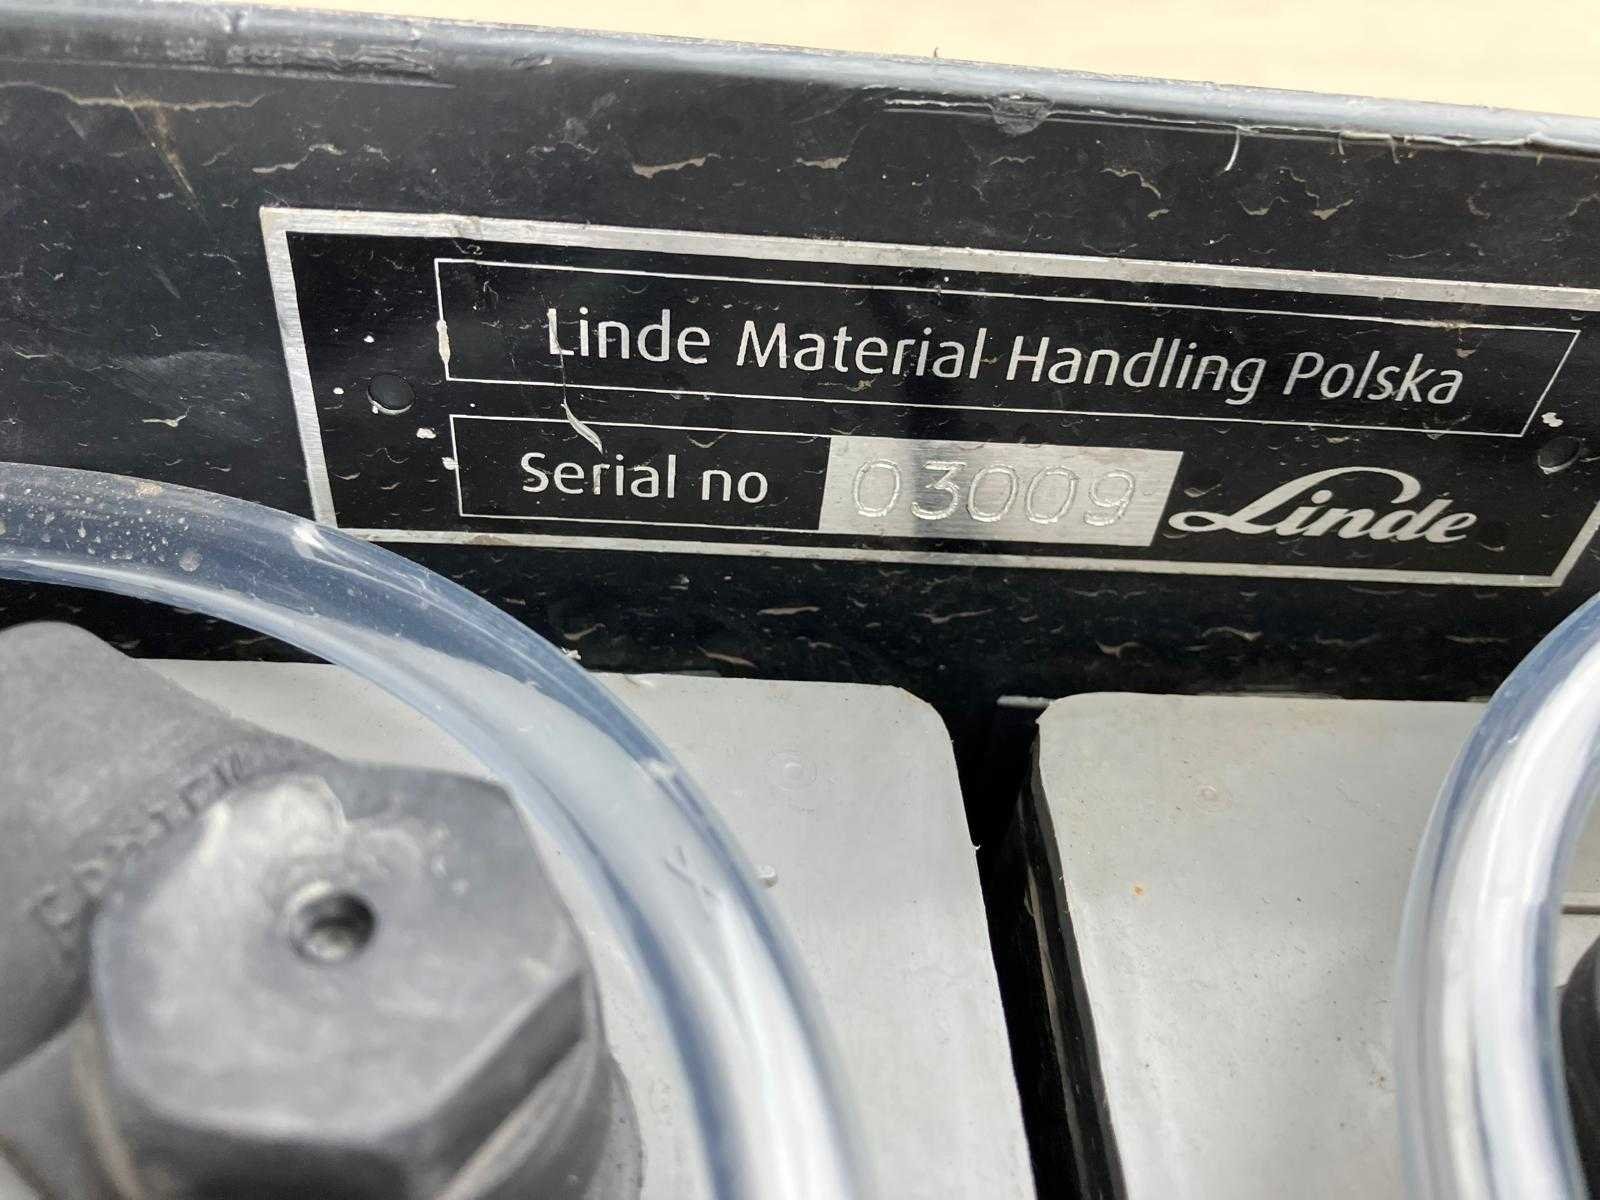 Linde Material Handling Polska
Serial no 03009 Linde